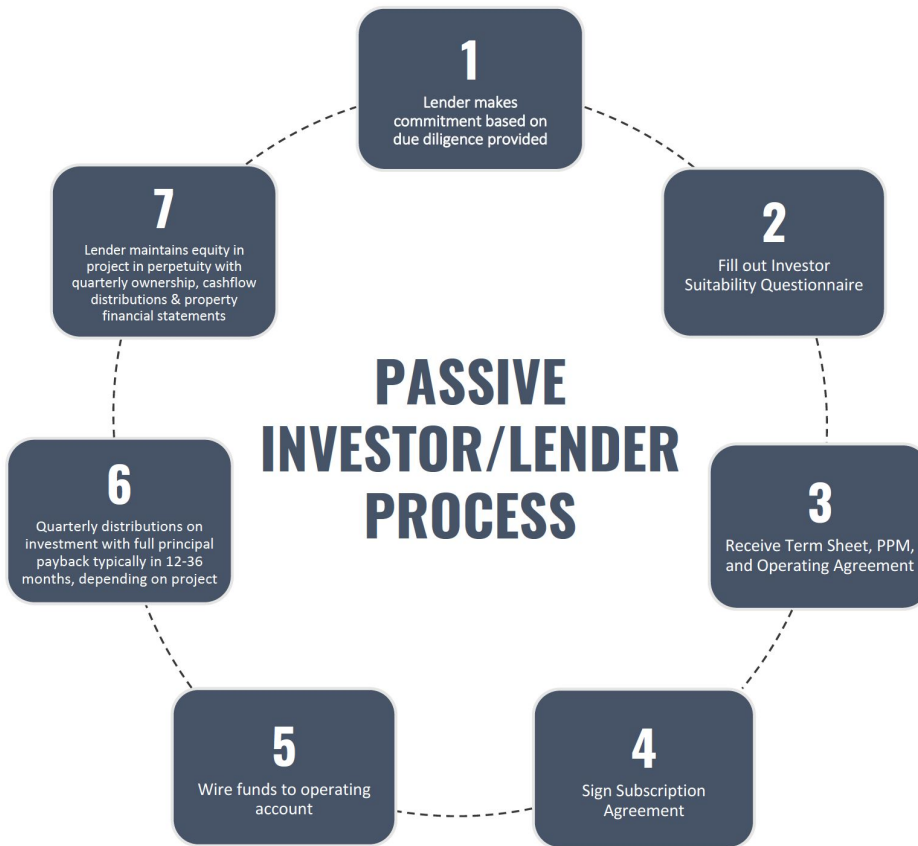 1
Lender makes
commitment based on
due diligence provided
2
Fill out Investor
Suitability Questionnaire
3
Receive Term Sheet, PPM,
and Operating Agreement
4
Sign Subscription
Agreement
5
Wire funds to operating
account
6
Quarterly distributions on
investment with full principal
payback typically in 12-36
months, depending on project
7
Lender maintains equity in
project in perpetuity with
quarterly ownership, cashflow
distributions & property
financial statements
PASSIVE
INVESTOR/LENDER
PROCESS